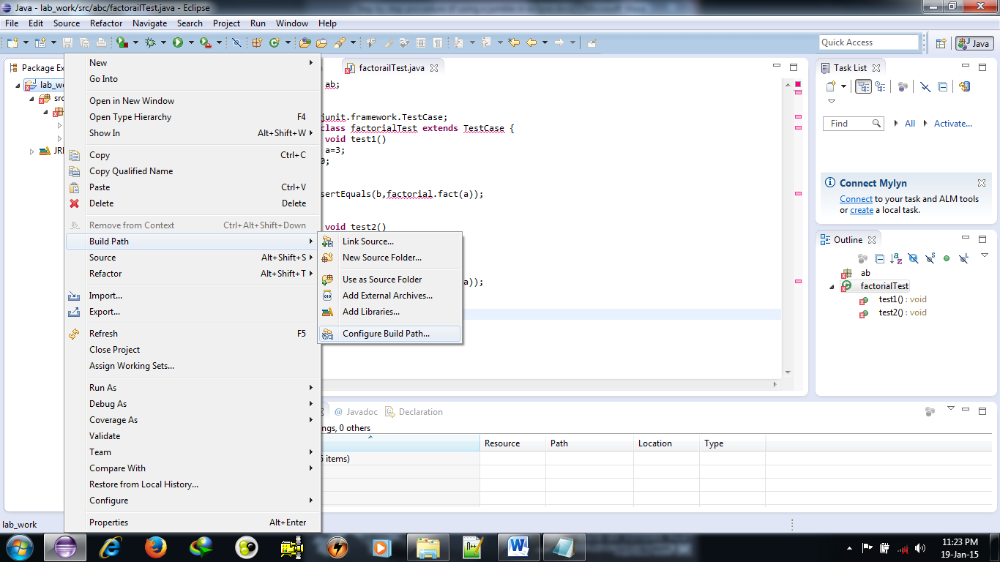 Java - lab_work/src/abc/factorailTest.java - Eclipse
File Edit Source Refactor Navigate Search Project Run Window Help
Quick Access
Java
Package Ex
lab_w
src
JR
New
Go Into
Open in New Window
Open Type Hierarchy F4
Show In Alt+Shift+W
Copy Ctrl+C
Copy Qualified Name
Paste Ctrl+V
Delete Delete
Remove from Context Ctrl+Alt+Shift+Down
Build Path
Source Alt+Shift+S
Refactor Alt+Shift+T
Import...
Export...
Refresh F5
Close Project
Assign Working Sets...
Run As
Debug As
Coverage As
Validate
Team
Compare With
Restore from Local History...
Configure
Properties Alt+Enter
Link Source...
New Source Folder...
Use as Source Folder
Add External Archives...
Add Libraries...
Configure Build Path...
factorailTest.java
ab;
junit.framework.TestCase;
class factorialTest extends TestCase {
void test1()
a=3;
0;
sertEquals(b,factorial.fact(a));
void test2()
a));
Task List
Find
All
Activate...
Connect Mylyn
Connect to your task and ALM tools
or create a local task.
Outline
ab
factorialTest
test1() : void
test2() : void
@ Javadoc Declaration
ngs, 0 others
Resource Path Location Type
items)
lab_work
11:23 PM
19-Jan-15